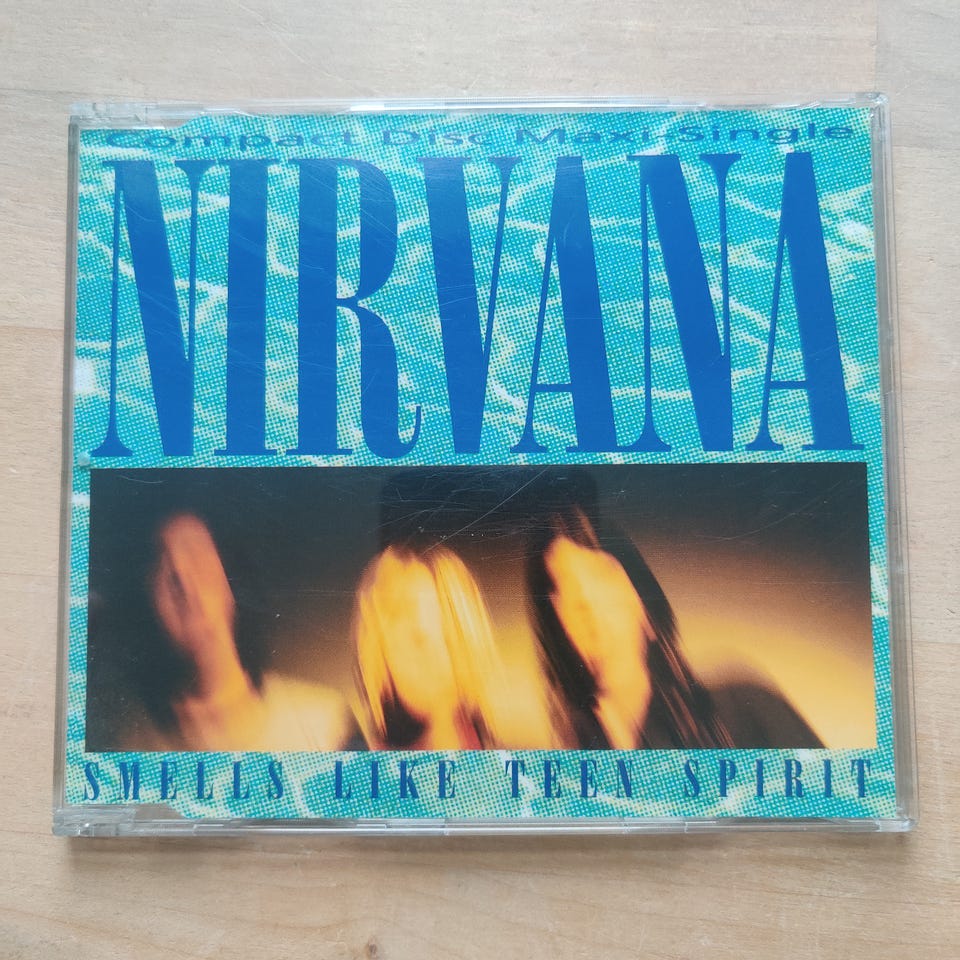 Compact Disc Maxi-Single
NIRVANA
SMELLS LIKE TEEN SPIRIT